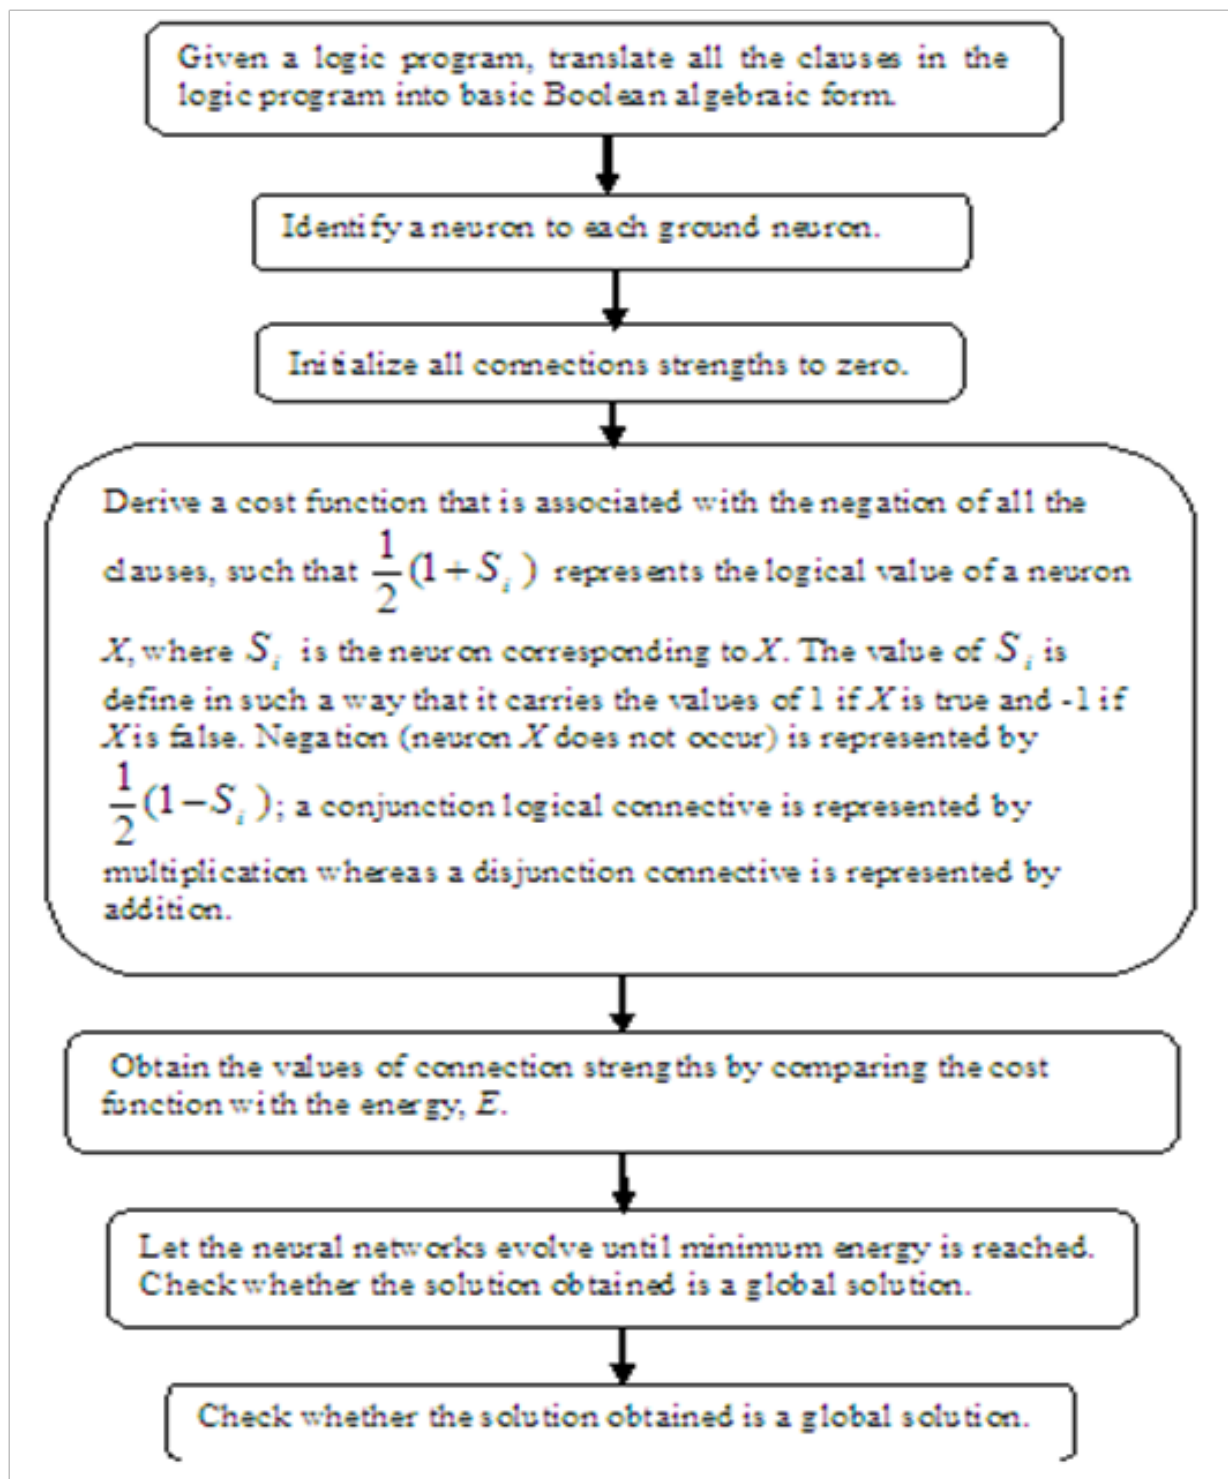 Given a logic program, translate all the clauses in the
logic program into basic Boolean algebraic form.
Identify a neuron to each ground neuron.
Initialize all connections strengths to zero.
Derive a cost function that is associated with the negation of all the
clauses, such that 1/2(1+S_i) represents the logical value of a neuron
X, where S_i is the neuron corresponding to X. The value of S_i is
define in such a way that it carries the values of 1 if X is true and -1 if
X is false. Negation (neuron X does not occur) is represented by
1/2(1−S_i); a conjunction logical connective is represented by
multiplication whereas a disjunction connective is represented by
addition.
Obtain the values of connection strengths by comparing the cost
function with the energy, E.
Let the neural networks evolve until minimum energy is reached.
Check whether the solution obtained is a global solution.
Check whether the solution obtained is a global solution.